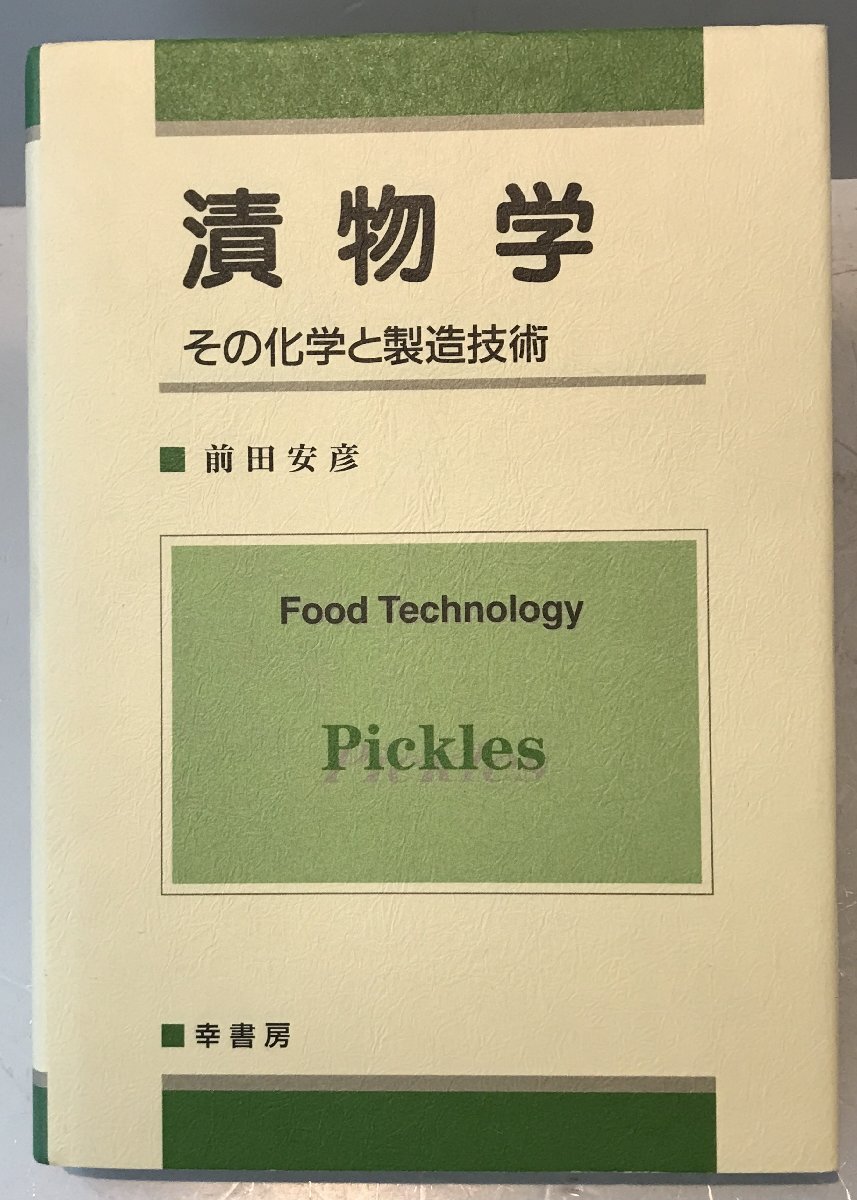 漬物学
その化学と製造技術
前田安彦
Food Technology
Pickles
幸書房